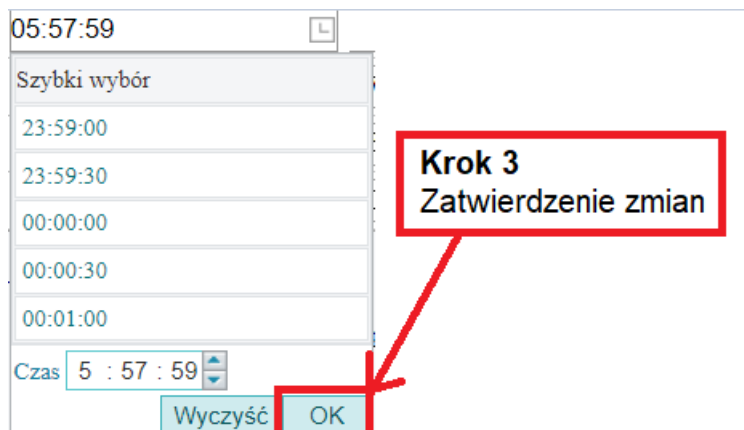 05:57:59
Szybki wybór
23:59:00
23:59:30
00:00:00
00:00:30
00:01:00
Czas 5 : 57 : 59
Wyczyść OK
Krok 3
Zatwierdzenie zmian